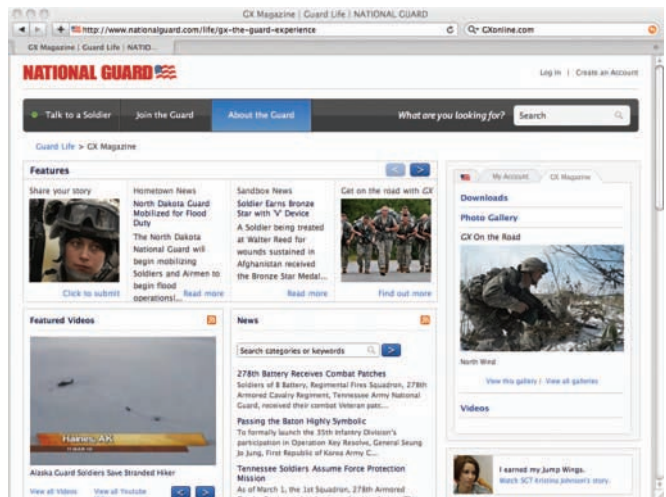 GX Magazine | Guard Life | NATIONAL GUARD
http://www.nationalguard.com/life/gx-the-guard-experience
GXonline.com
GX Magazine | Guard Life | NATIO...
NATIONAL GUARD
Log In | Create an Account
Talk to a Soldier
Join the Guard
About the Guard
What are you looking for?
Search
Guard Life > GX Magazine
Features
Share your story
Click to submit
Hometown News
North Dakota Guard
Mobilized for Flood
Duty
The North Dakota
National Guard will
begin mobilizing
Soldiers and Airmen to
begin flood
operations!... Read more
Sandbox News
Soldier Earns Bronze
Star with 'V' Device
A Soldier being treated
at Walter Reed for
wounds sustained in
Afghanistan received
the Bronze Star Medal...
Read more
Get on the road with GX
Find out more
Featured Videos
Haines, AK
Alaska Guard Soldiers Save Stranded Hiker
View all Videos
View all Youtube
News
Search categories or keywords
278th Battery Receives Combat Patches
Soldiers of B Battery, Regimental Fires Squadron, 278th
Armored Cavalry Regiment, Tennessee Army National
Guard, received their combat Veteran patc...
Passing the Baton Highly Symbolic
To formally launch the 35th Infantry Division's
participation in Operation Key Resolve, General Seung
Jo Jung, First Republic of Korea Army C...
Tennessee Soldiers Assume Force Protection
Mission
As of March 1, the 1st Squadron, 278th Armored
My Account
GX Magazine
Downloads
Photo Gallery
GX On the Road
North Wind
View this gallery / View all galleries
Videos
I earned my Jump Wings.
Watch SGT Kristina Johnson's story.